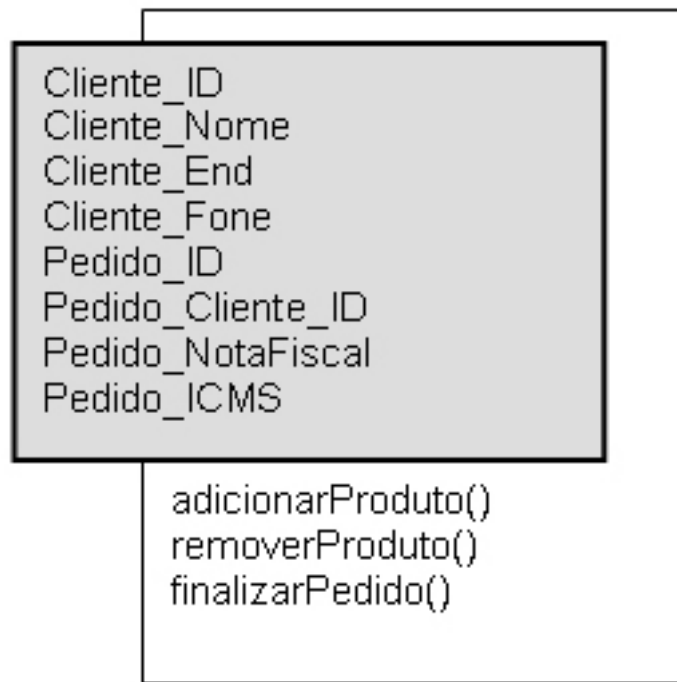 Cliente_ID
Cliente_Nome
Cliente_End
Cliente_Fone
Pedido_ID
Pedido_Cliente_ID
Pedido_NotaFiscal
Pedido_ICMS
adicionarProduto()
removerProduto()
finalizarPedido()